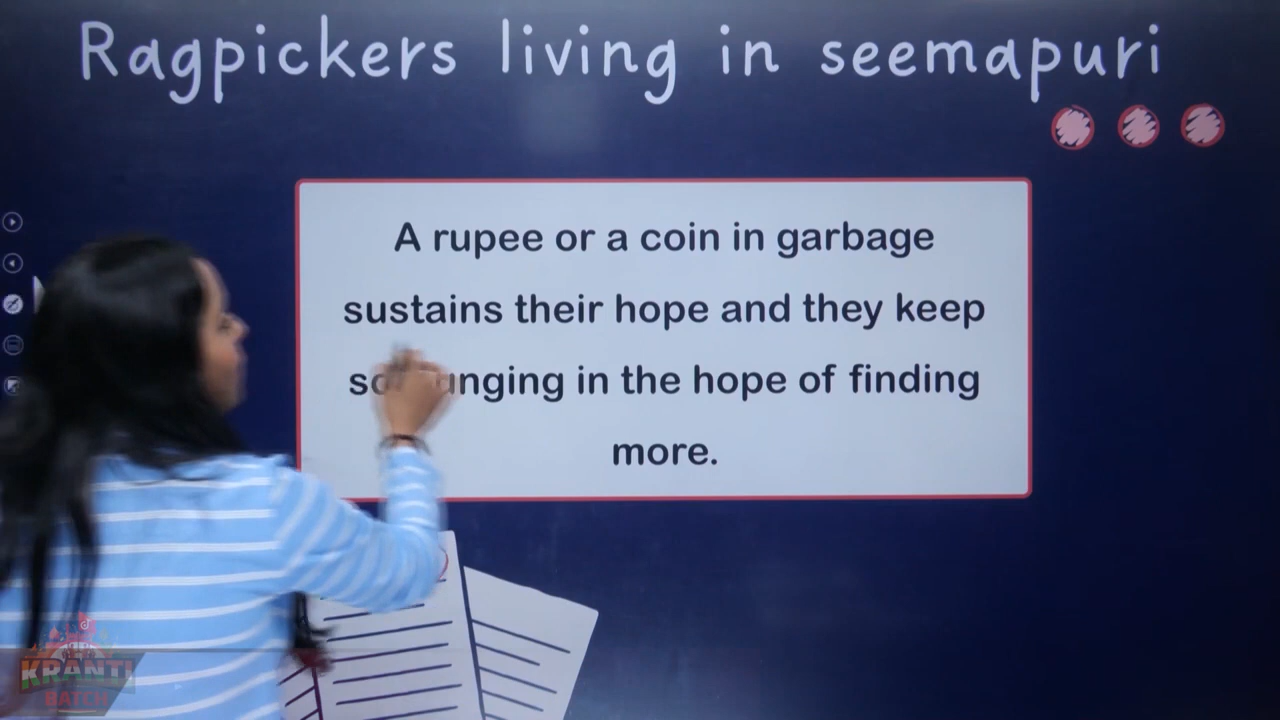 Ragpickers living in seemapuri
A rupee or a coin in garbage
sustains their hope and they keep
in the hope of finding
more.
KRANTI
BATCH